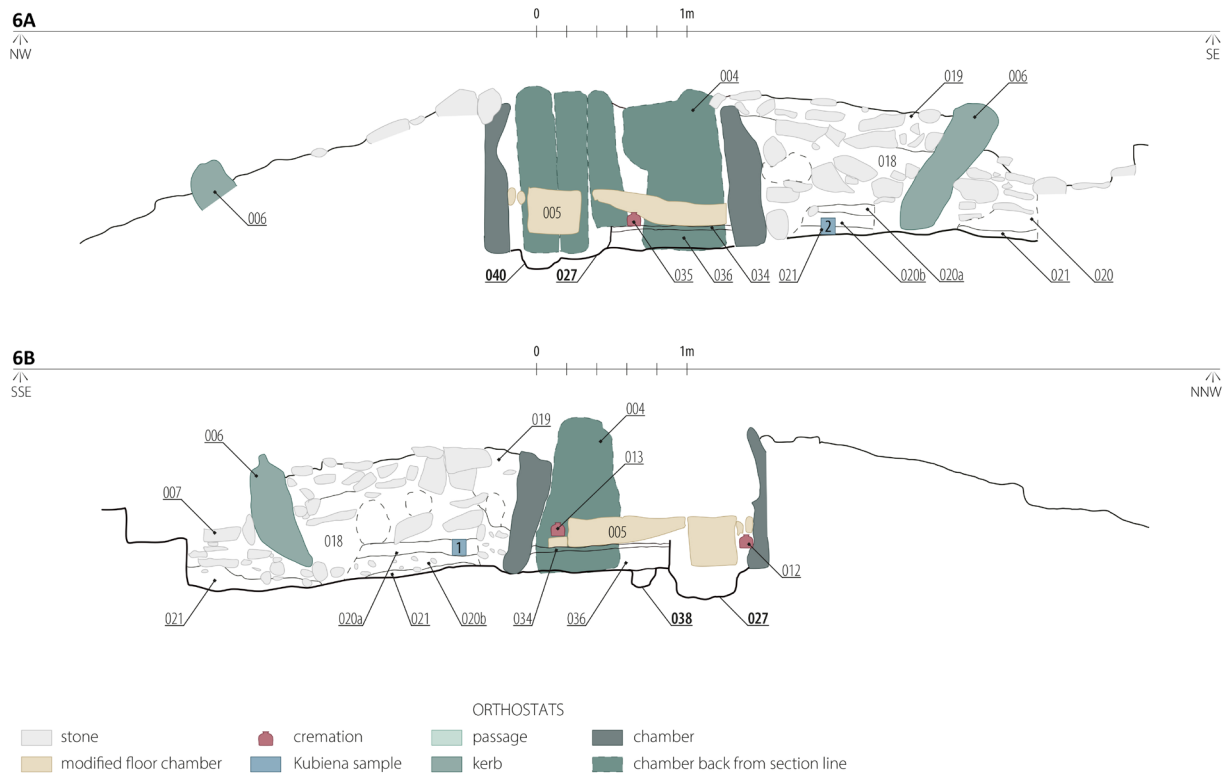 6A
0 1m
NW SE
004 019 006
018
005
006
2
040 027 035 036 034 021 020b 020a 021 020
6B
0 1m
SSE NNW
004
019
006
013
007
005
018
1
012
021 020a 021 020b 034 036 038 027
ORTHOSTATS
stone cremation passage chamber
modified floor chamber Kubiena sample kerb chamber back from section line